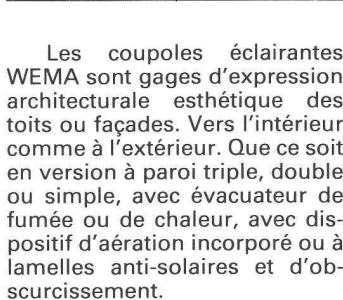 Les coupoles éclairantes
WEMA sont gages d'expression
architecturale esthétique des
toits ou façades. Vers l'intérieur
comme à l'extérieur. Que ce soit
en version à paroi triple, double
ou simple, avec évacuateur de
fumée ou de chaleur, avec dis-
positif d'aération incorporé ou à
lamelles anti-solaires et d'ob-
scurcissement.